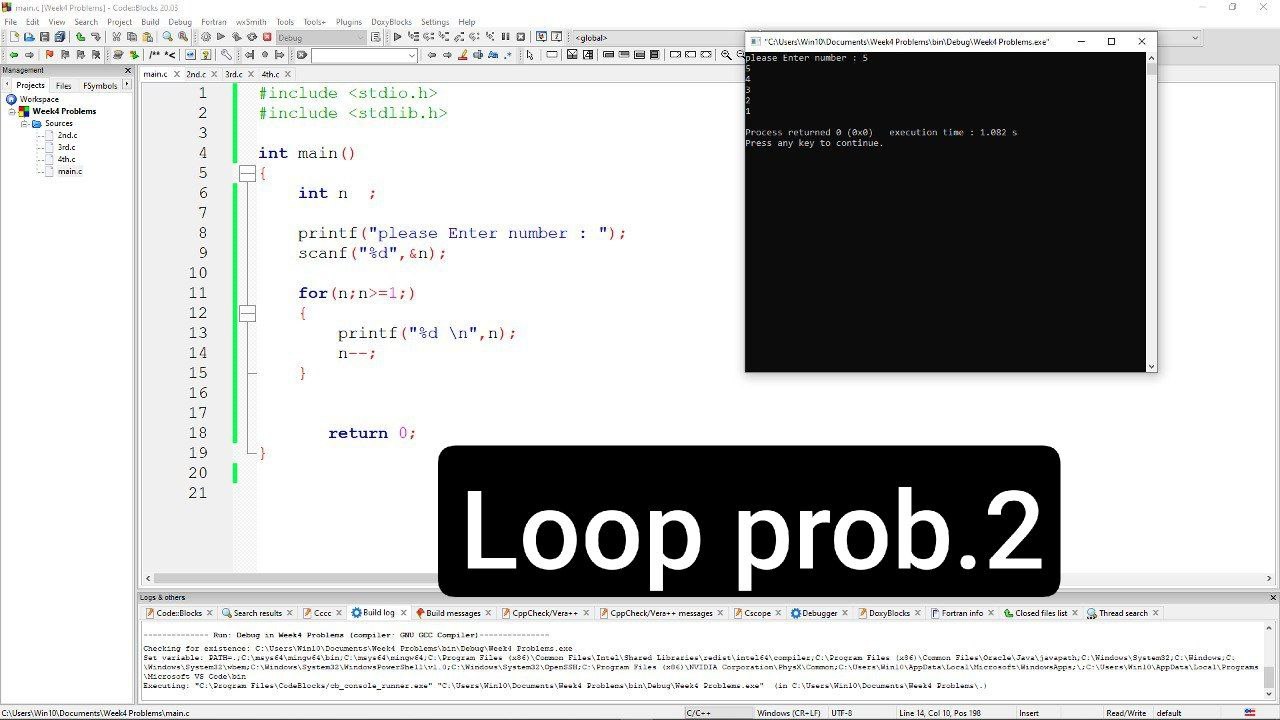 main.c [Week4 Problems] - Code::Blocks 20.03
File Edit View Search Project Build Debug Fortran wxSmith Tools Tools+ Plugins DoxyBlocks Settings Help
Debug
<global>
/** *<
Management
Projects Files FSymbols
Workspace
Week4 Problems
Sources
2nd.c
3rd.c
4th.c
main.c
main.c 2nd.c 3rd.c 4th.c
1 #include <stdio.h>
2 #include <stdlib.h>
3
4 int main()
5 {
6 int n  ;
7
8 printf("please Enter number : ");
9 scanf("%d",&n);
10
11 for(n;n>=1;)
12 {
13 printf("%d \n",n);
14 n--;
15 }
16
17
18 return 0;
19 }
20
21
"C:\Users\Win10\Documents\Week4 Problems\bin\Debug\Week4 Problems.exe"
please Enter number : 5
5
4
3
2
1
Process returned 0 (0x0)   execution time : 1.082 s
Press any key to continue.
Loop prob.2
Logs & others
Code::Blocks Search results Cccc Build log Build messages CppCheck/Vera++ CppCheck/Vera++ messages Cscope Debugger DoxyBlocks Fortran info Closed files list Thread search
-------------- Run: Debug in Week4 Problems (compiler: GNU GCC Compiler)---------------
Checking for existence: C:\Users\Win10\Documents\Week4 Problems\bin\Debug\Week4 Problems.exe
Set variable: PATH=.;C:\msys64\mingw64\bin;C:\msys64\mingw64;C:\Program Files (x86)\Common Files\Intel\Shared Libraries\redist\intel64\compiler;C:\Program Files (x86)\Common Files\Oracle\Java\javapath;C:\Windows\System32;C:\Windows;C:
\Windows\System32\wbem;C:\Windows\System32\WindowsPowerShell\v1.0;C:\Windows\System32\OpenSSH;C:\Program Files (x86)\NVIDIA Corporation\PhysX\Common;C:\Users\Win10\AppData\Local\Microsoft\WindowsApps;\;C:\Users\Win10\AppData\Local\Programs
\Microsoft VS Code\bin
Executing: "C:\Program Files\CodeBlocks/cb_console_runner.exe" "C:\Users\Win10\Documents\Week4 Problems\bin\Debug\Week4 Problems.exe"  (in C:\Users\Win10\Documents\Week4 Problems\.)
C:\Users\Win10\Documents\Week4 Problems\main.c C/C++ Windows (CR+LF) UTF-8 Line 14, Col 10, Pos 198 Insert Read/Write default